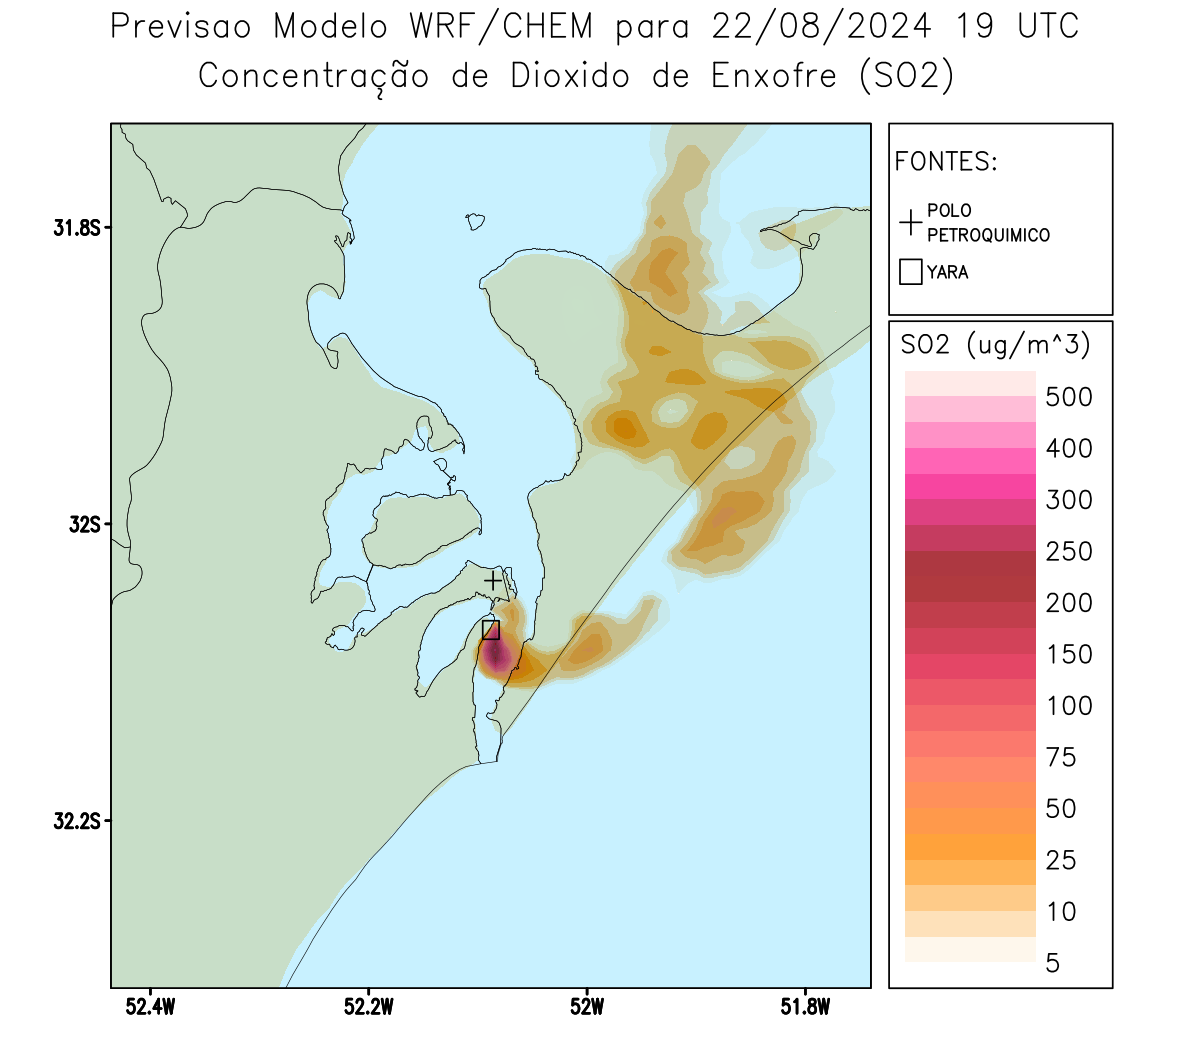 Previsao Modelo WRF/CHEM para 22/08/2024 19 UTC
Concentração de Dioxido de Enxofre (SO2)
FONTES:
POLO
PETROQUIMICO
YARA
SO2 (ug/m^3)
500
400
300
250
200
150
100
75
50
25
10
5
31.8S
32S
32.2S
52.4W
52.2W
52W
51.8W